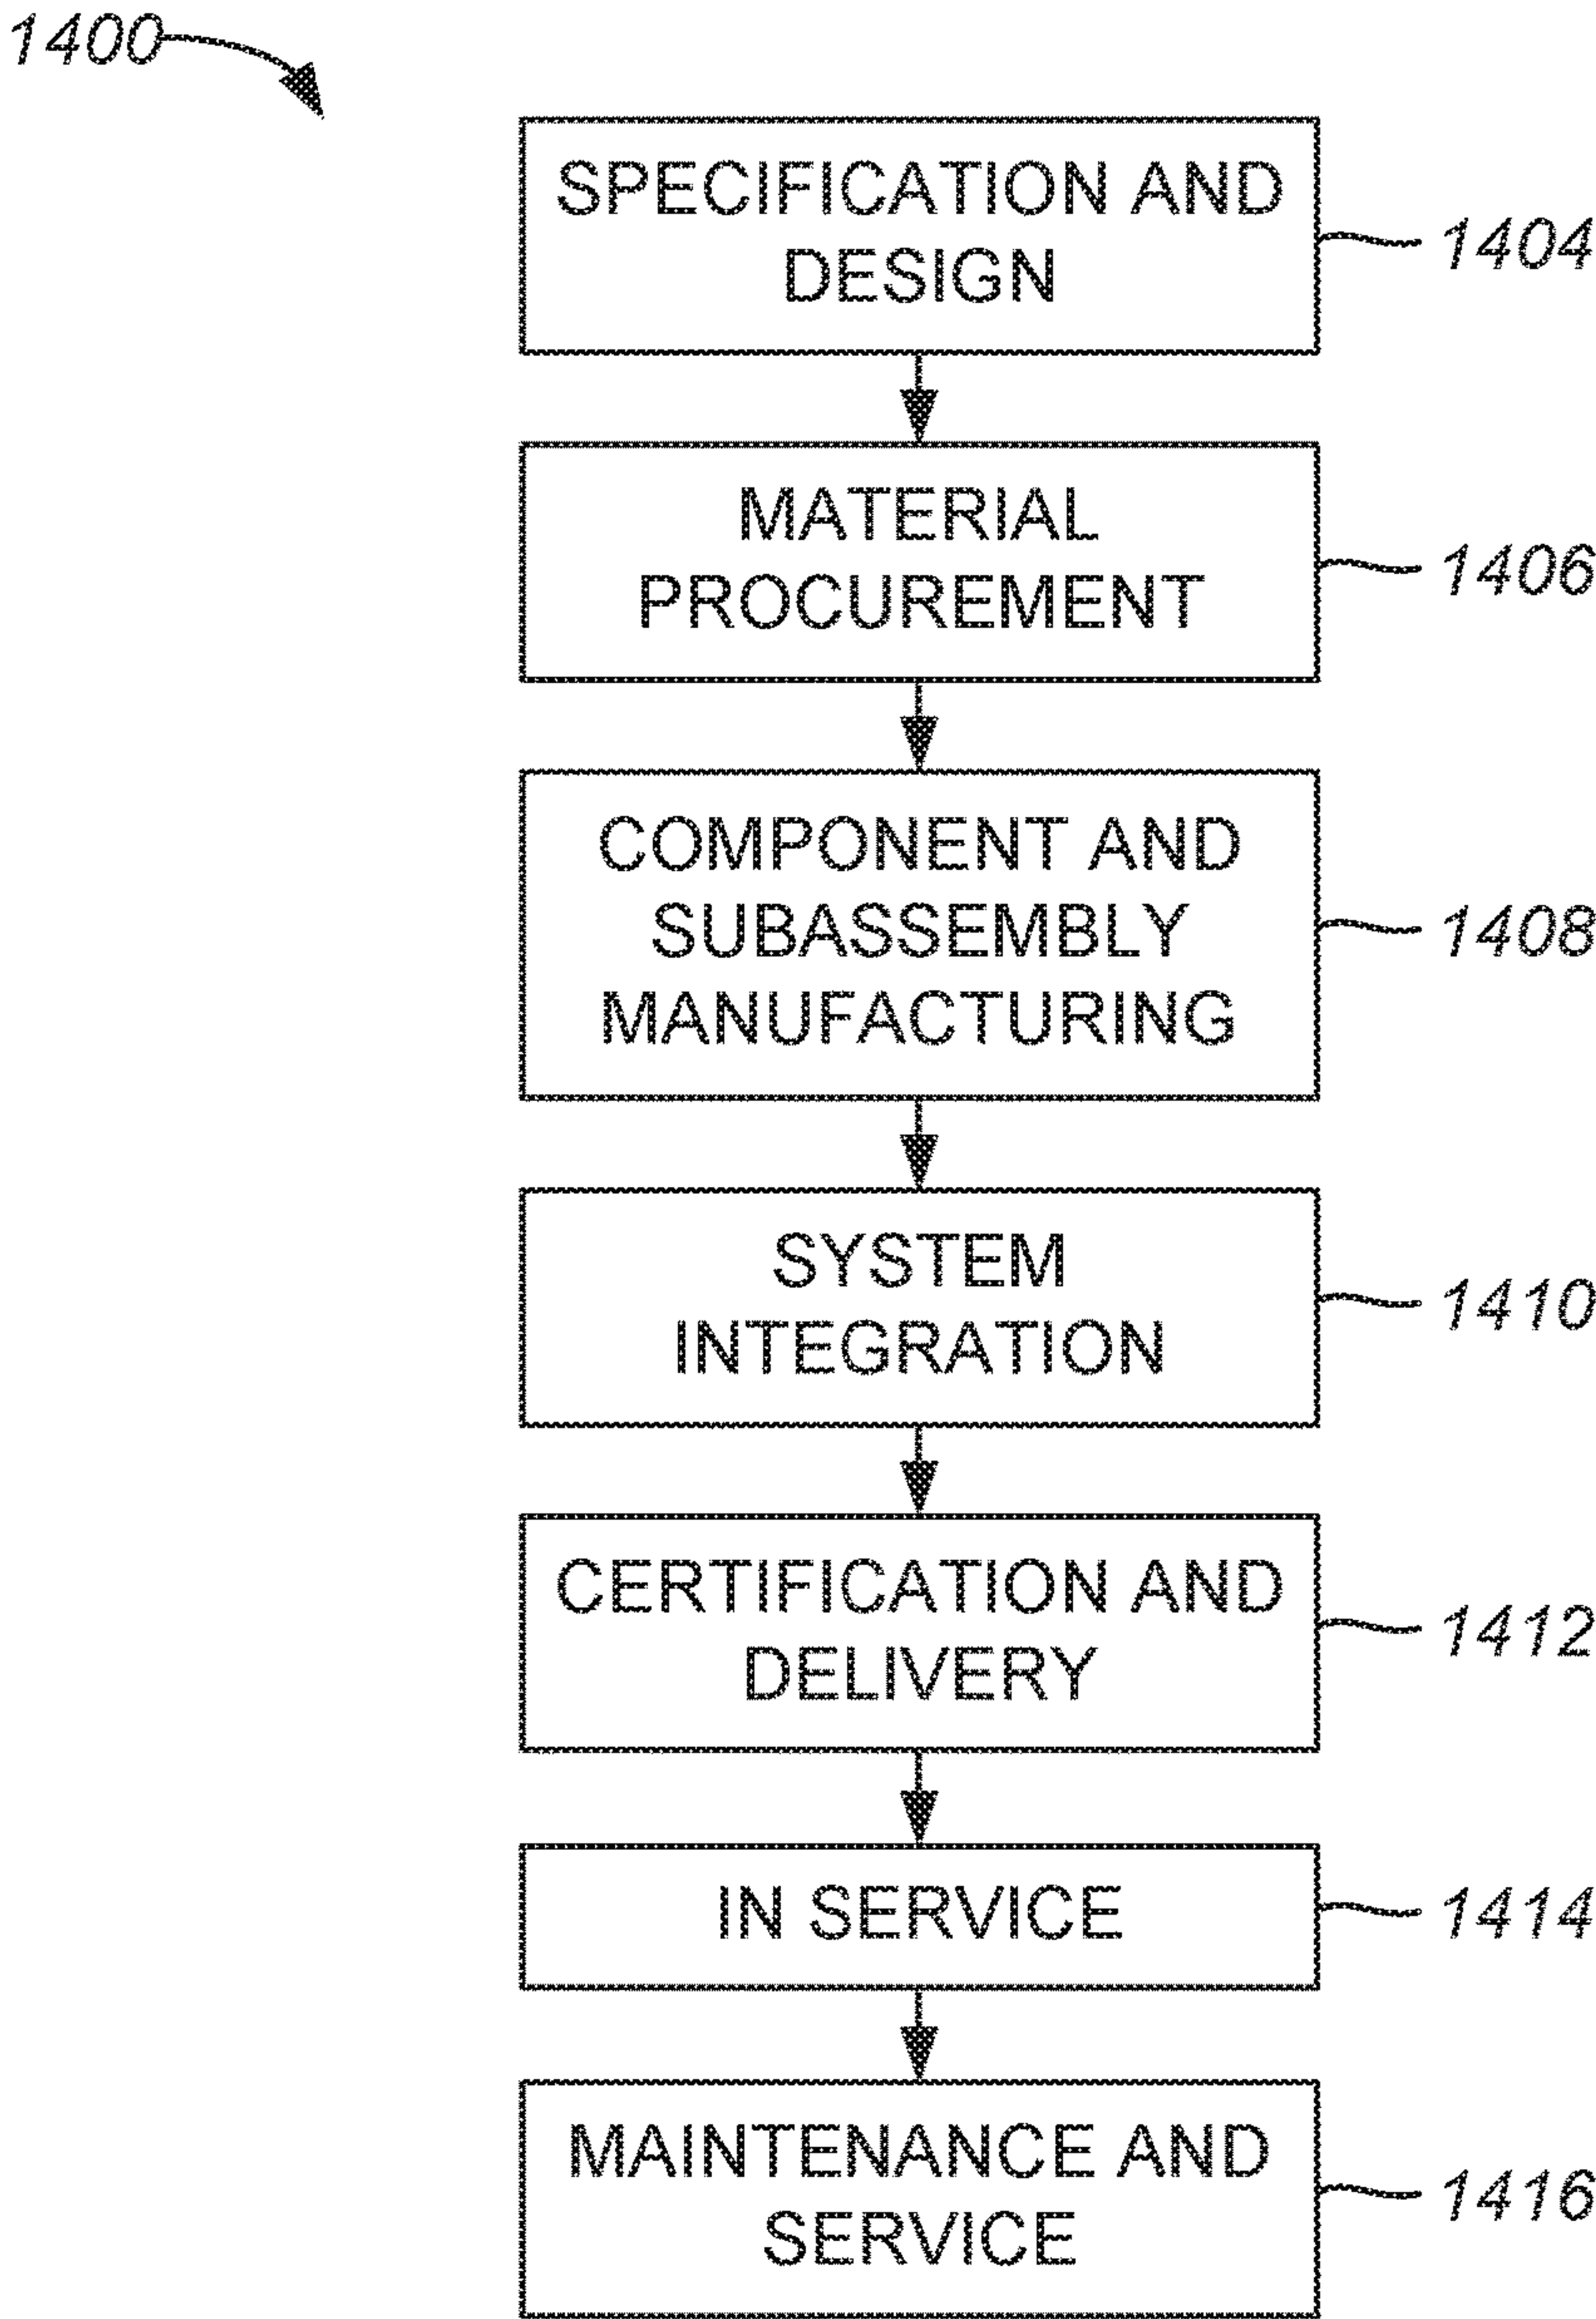 1400
SPECIFICATION AND
DESIGN
1404
MATERIAL
PROCUREMENT
1406
COMPONENT AND
SUBASSEMBLY
MANUFACTURING
1408
SYSTEM
INTEGRATION
1410
CERTIFICATION AND
DELIVERY
1412
IN SERVICE
1414
MAINTENANCE AND
SERVICE
1416